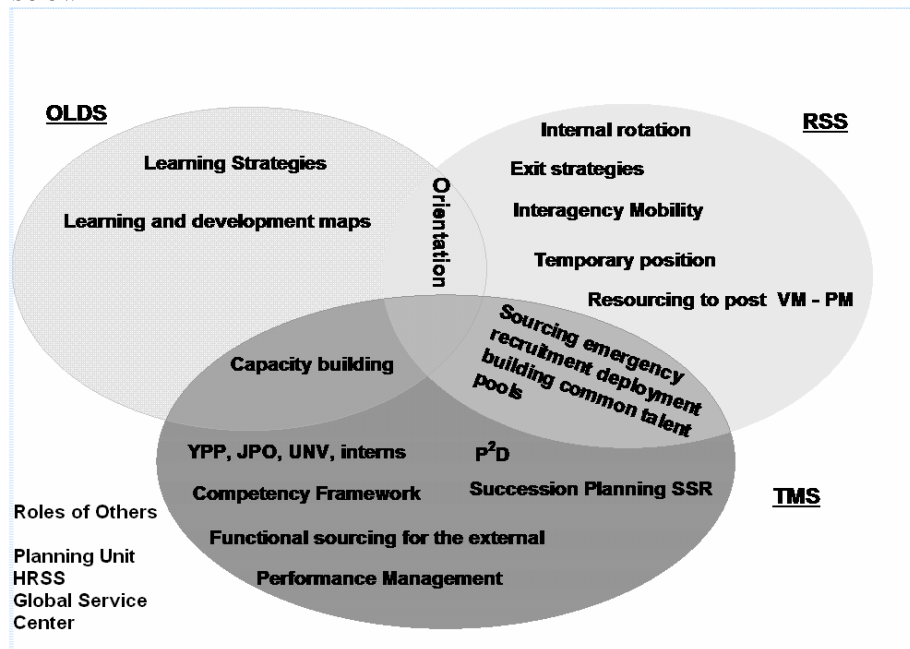 OLDS
Learning Strategies
Learning and development maps
Orientation
RSS
Internal rotation
Exit strategies
Interagency Mobility
Temporary position
Resourcing to post VM - PM
Sourcing emergency
recruitment deployment
building common talent
pools
Capacity building
YPP, JPO, UNV, interns
P²D
Competency Framework
Succession Planning SSR
Functional sourcing for the external
Performance Management
TMS
Roles of Others
Planning Unit
HRSS
Global Service
Center